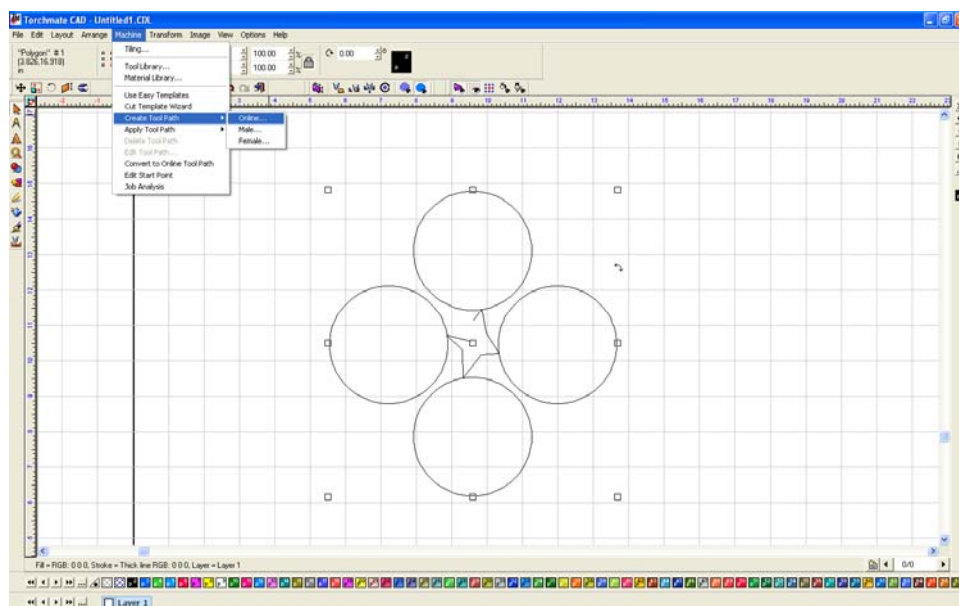 Torchmate CAD - Untitled1.CDL
File Edit Layout Arrange Machine Transform Image View Options Help
"Polygon" # 1
(3.826,16.918)
in
100.00
100.00
0.00
Tiling...
Tool Library...
Material Library...
Use Easy Templates
Cut Template Wizard
Create Tool Path
Apply Tool Path
Delete Tool Path
Edit Tool Path...
Convert to Online Tool Path
Edit Start Point
Job Analysis
Online...
Male...
Female...
Fill = RGB: 0 0 0, Stroke = Thick line RGB: 0 0 0, Layer = Layer 1
0/0
Layer 1